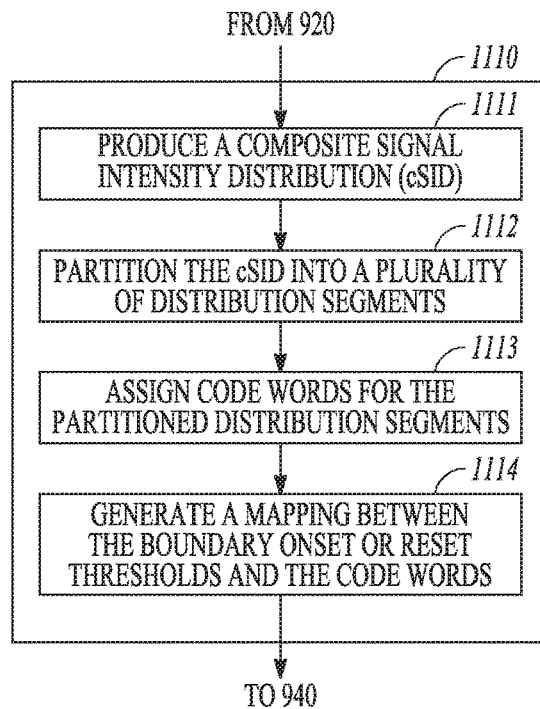 FROM 920
1110
1111
PRODUCE A COMPOSITE SIGNAL
INTENSITY DISTRIBUTION (cSID)
1112
PARTITION THE cSID INTO A PLURALITY
OF DISTRIBUTION SEGMENTS
1113
ASSIGN CODE WORDS FOR THE
PARTITIONED DISTRIBUTION SEGMENTS
1114
GENERATE A MAPPING BETWEEN
THE BOUNDARY ONSET OR RESET
THRESHOLDS AND THE CODE WORDS
TO 940